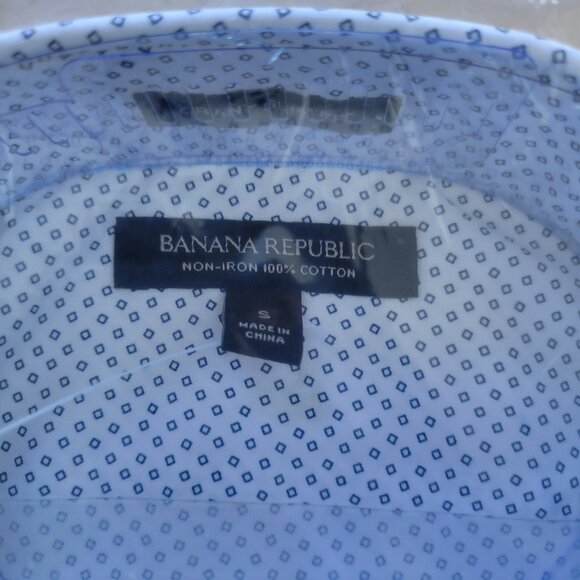 BANANA REPUBLIC
NON-IRON 100% COTTON
S
MADE IN
CHINA